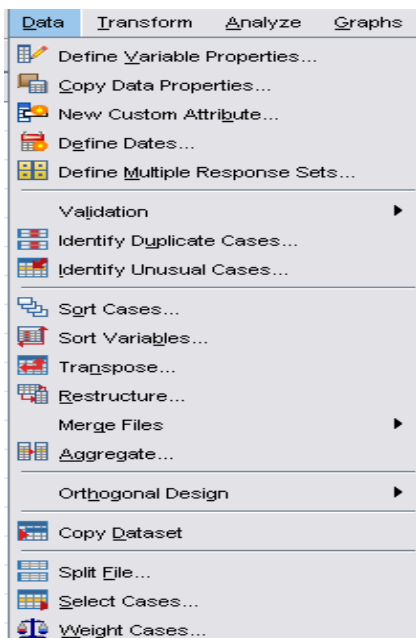 Data Transform Analyze Graphs
Define Variable Properties...
Copy Data Properties...
New Custom Attribute...
Define Dates...
Define Multiple Response Sets...
Validation
Identify Duplicate Cases...
Identify Unusual Cases...
Sort Cases...
Sort Variables...
Transpose...
Restructure...
Merge Files
Aggregate...
Orthogonal Design
Copy Dataset
Split File...
Select Cases...
Weight Cases...